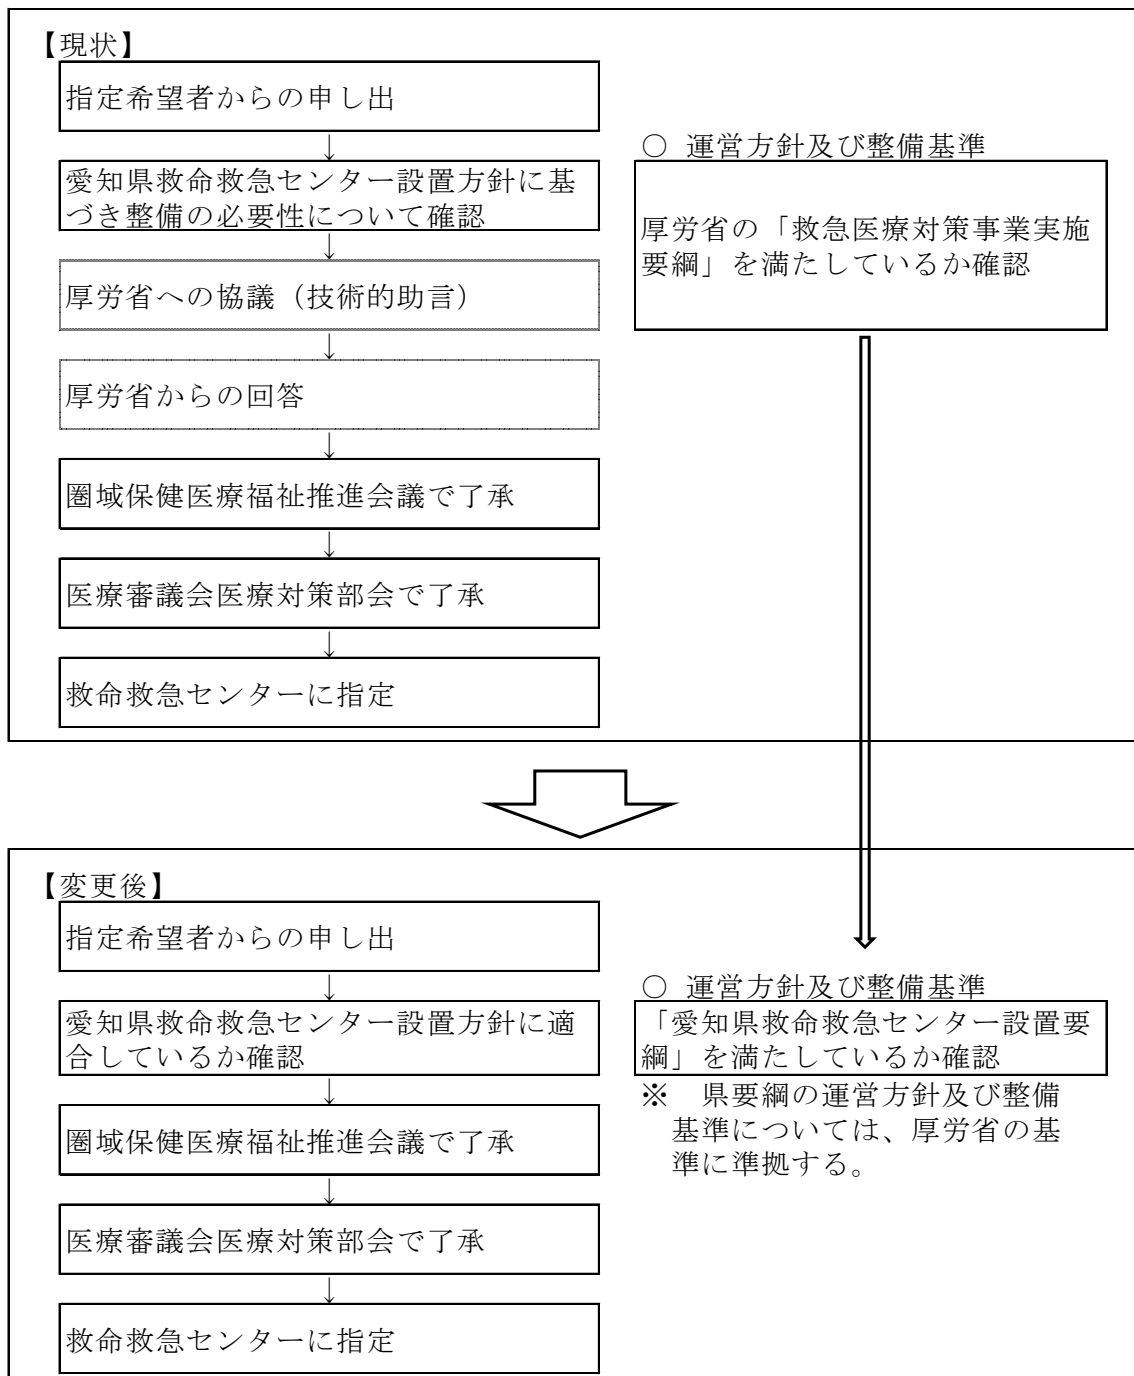 【現状】
指定希望者からの申し出
↓
愛知県救命救急センター設置方針に基
づき整備の必要性について確認
↓
厚労省への協議（技術的助言）
↓
厚労省からの回答
↓
圏域保健医療福祉推進会議で了承
↓
医療審議会医療対策部会で了承
↓
救命救急センターに指定
○ 運営方針及び整備基準
厚労省の「救急医療対策事業実施
要綱」を満たしているか確認
【変更後】
指定希望者からの申し出
↓
愛知県救命救急センター設置方針に適
合しているか確認
↓
圏域保健医療福祉推進会議で了承
↓
医療審議会医療対策部会で了承
↓
救命救急センターに指定
○ 運営方針及び整備基準
「愛知県救命救急センター設置要
綱」を満たしているか確認
※　県要綱の運営方針及び整備
基準については、厚労省の基
準に準拠する。